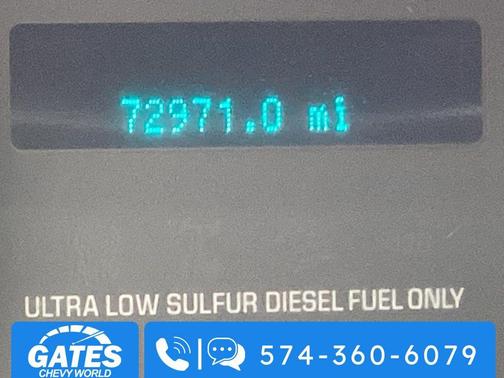 72971.0 mi
ULTRA LOW SULFUR DIESEL FUEL ONLY
GATES
CHEVY WORLD
574-360-6079